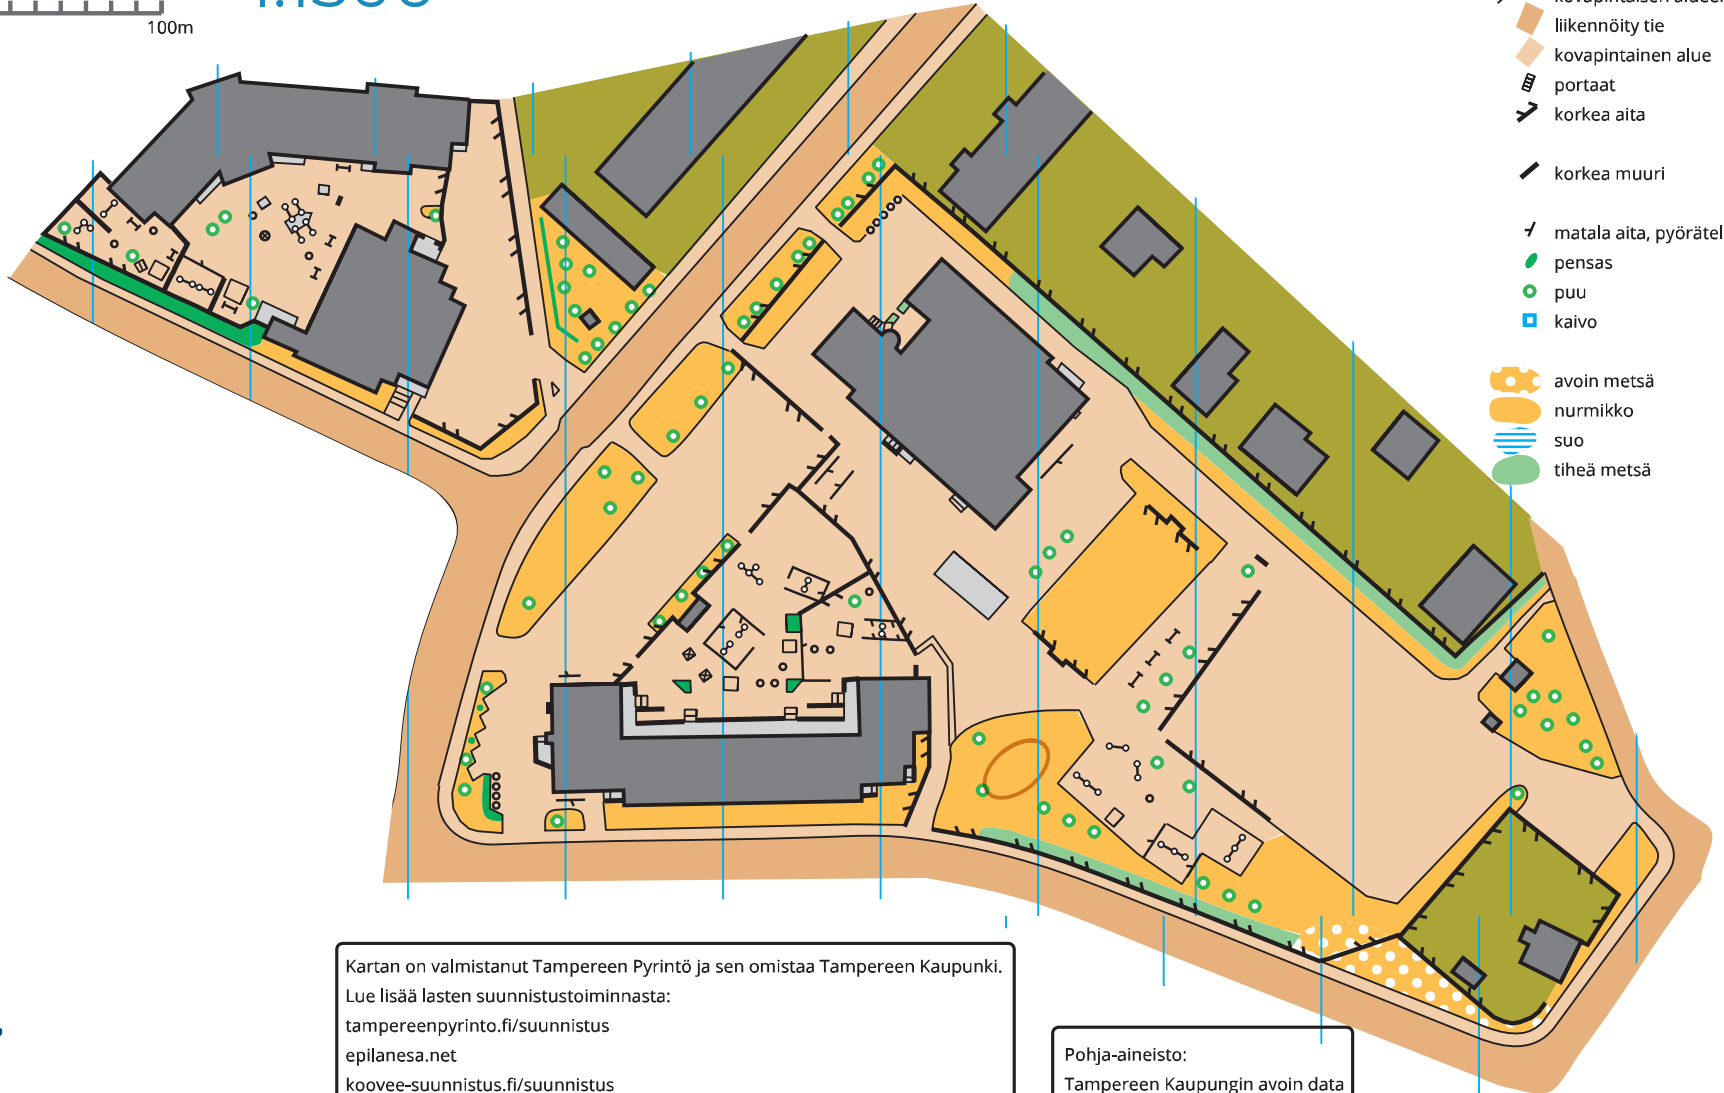 100m
liikennöity tie
kovapintainen alue
portaat
korkea aita
korkea muuri
matala aita, pyörätel
pensas
puu
kaivo
avoin metsä
nurmikko
suo
tiheä metsä
Kartan on valmistanut Tampereen Pyrintö ja sen omistaa Tampereen Kaupunki.
Lue lisää lasten suunnistustoiminnasta:
tampereenpyrinto.fi/suunnistus
epilanesa.net
koovee-suunnistus.fi/suunnistus
Pohja-aineisto:
Tampereen Kaupungin avoin data